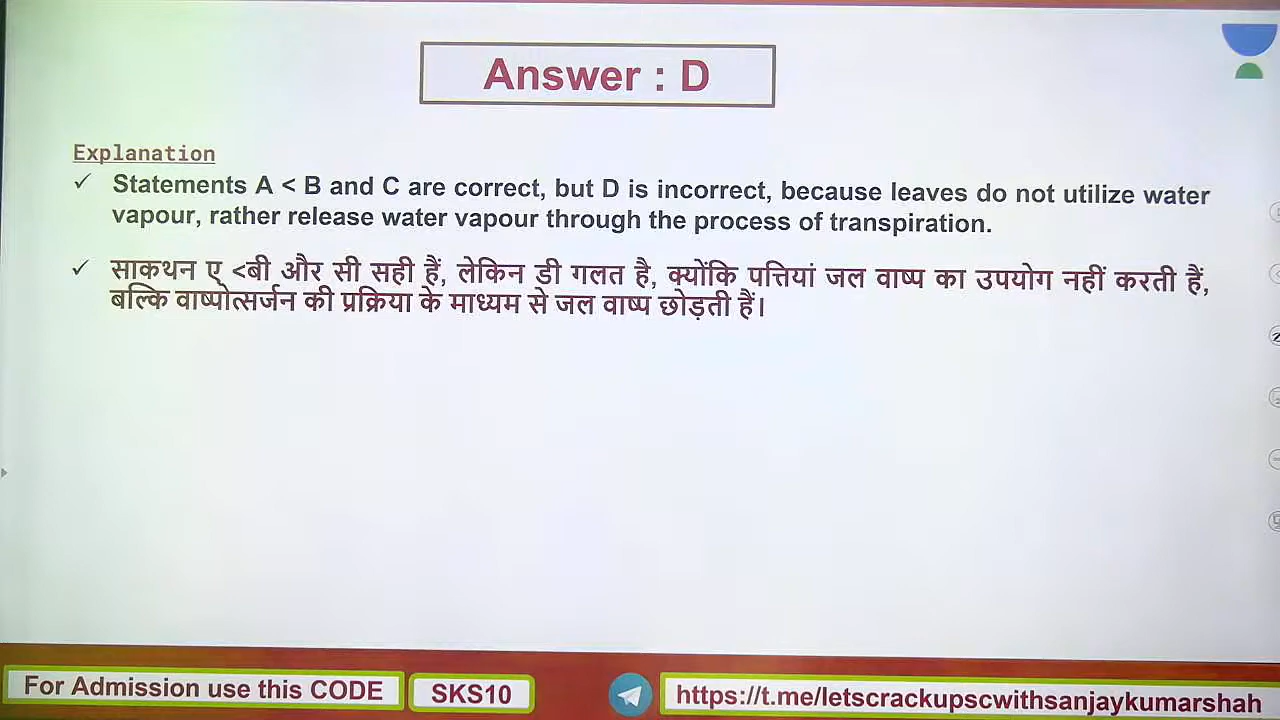 Answer : D
Explanation
✓ Statements A < B and C are correct, but D is incorrect, because leaves do not utilize water
vapour, rather release water vapour through the process of transpiration.
✓ साकथन ए <बी और सी सही हैं, लेकिन डी गलत है, क्योंकि पत्तियां जल वाष्प का उपयोग नहीं करती हैं,
बल्कि वाष्पोत्सर्जन की प्रक्रिया के माध्यम से जल वाष्प छोड़ती हैं।
For Admission use this CODE SKS10 https://t.me/letscrackupscwithsanjaykumarshah